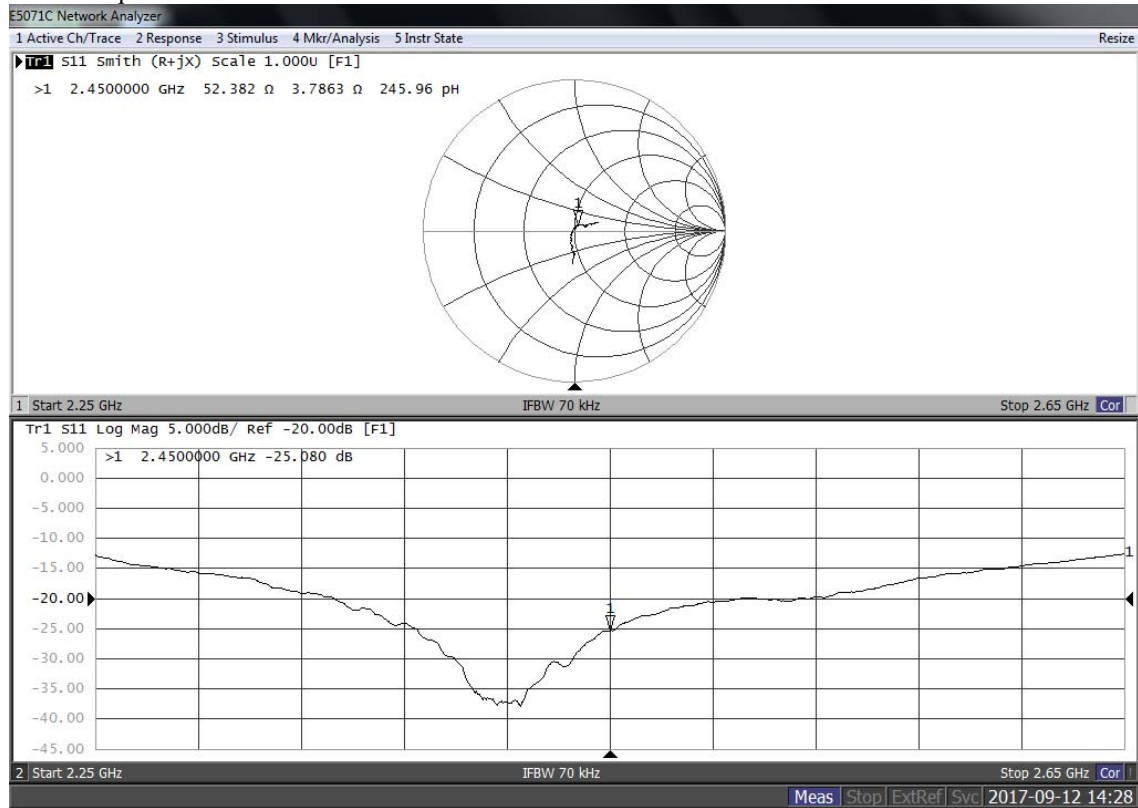 E5071C Network Analyzer
1 Active Ch/Trace 2 Response 3 Stimulus 4 Mkr/Analysis 5 Instr State Resize
Tr1 S11 Smith (R+jX) Scale 1.000U [F1]
>1 2.4500000 GHz 52.382 Ω 3.7863 Ω 245.96 pH
1
1 Start 2.25 GHz IFBW 70 kHz Stop 2.65 GHz Cor
Tr1 S11 Log Mag 5.000dB/ Ref -20.00dB [F1]
5.000
>1 2.4500000 GHz -25.080 dB
0.000
-5.000
-10.00
1
-15.00
-20.00
1
-25.00
-30.00
-35.00
-40.00
-45.00
2 Start 2.25 GHz IFBW 70 kHz Stop 2.65 GHz Cor !
Meas Stop ExtRef Svc 2017-09-12 14:28